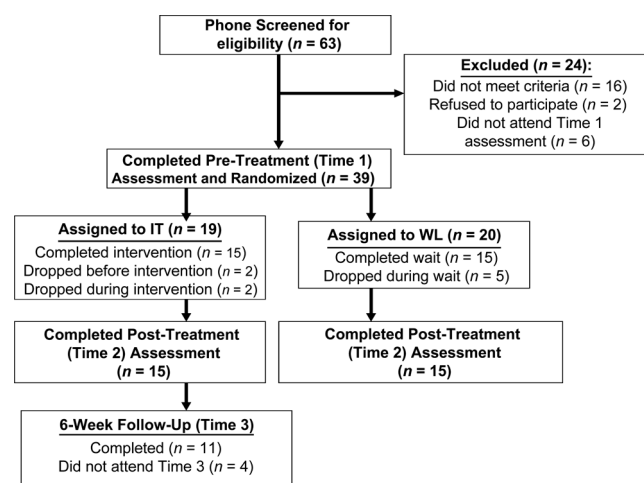 Phone Screened for
eligibility (n = 63)
Excluded (n = 24):
Did not meet criteria (n = 16)
Refused to participate (n = 2)
Did not attend Time 1
assessment (n = 6)
Completed Pre-Treatment (Time 1)
Assessment and Randomized (n = 39)
Assigned to IT (n = 19)
Completed intervention (n = 15)
Dropped before intervention (n = 2)
Dropped during intervention (n = 2)
Assigned to WL (n = 20)
Completed wait (n = 15)
Dropped during wait (n = 5)
Completed Post-Treatment
(Time 2) Assessment
(n = 15)
Completed Post-Treatment
(Time 2) Assessment
(n = 15)
6-Week Follow-Up (Time 3)
Completed (n = 11)
Did not attend Time 3 (n = 4)